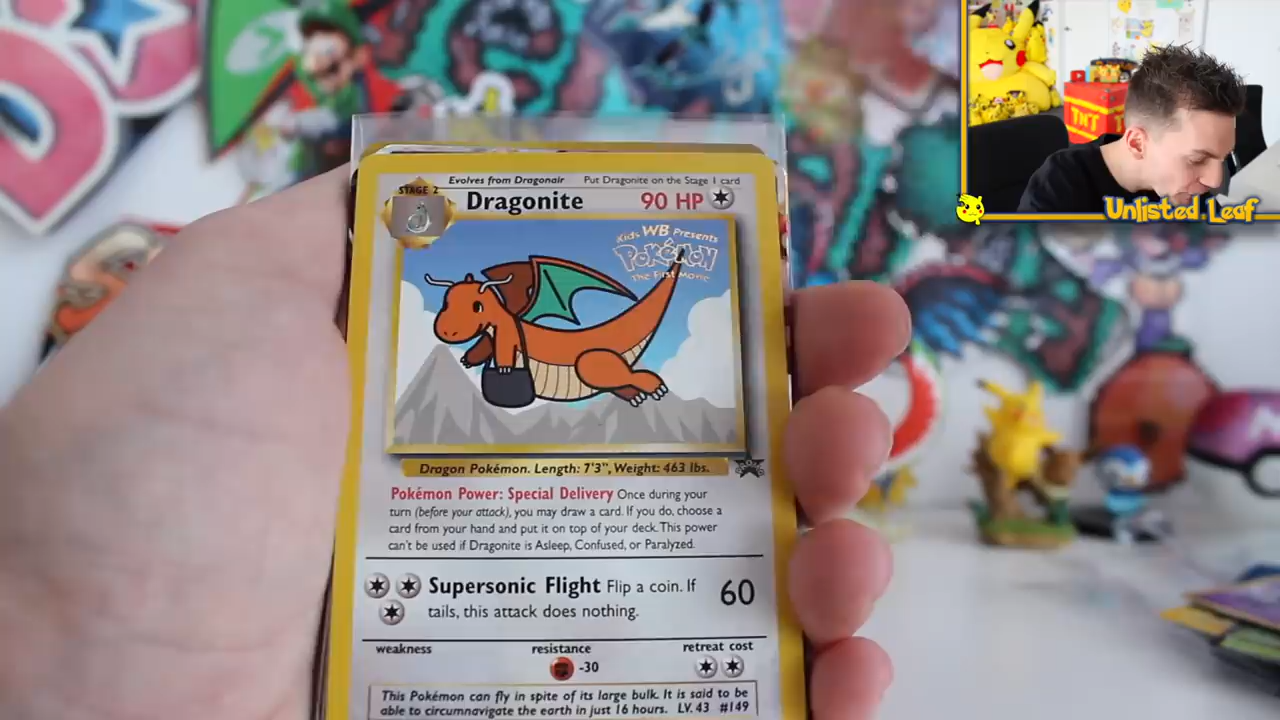 TNT
Unlisted Leaf
Evolves from Dragonair Put Dragonite on the Stage 1 card
STAGE 2
Dragonite 90 HP
Kids WB Presents
POKéMON
The First Movie
Dragon Pokémon. Length: 7'3", Weight: 463 lbs.
Pokémon Power: Special Delivery Once during your
turn (before your attack), you may draw a card. If you do, choose a
card from your hand and put it on top of your deck. This power
can't be used if Dragonite is Asleep, Confused, or Paralyzed.
Supersonic Flight Flip a coin. If
tails, this attack does nothing. 60
weakness resistance retreat cost
-30
This Pokémon can fly in spite of its large bulk. It is said to be
able to circumnavigate the earth in just 16 hours. LV. 43 #149